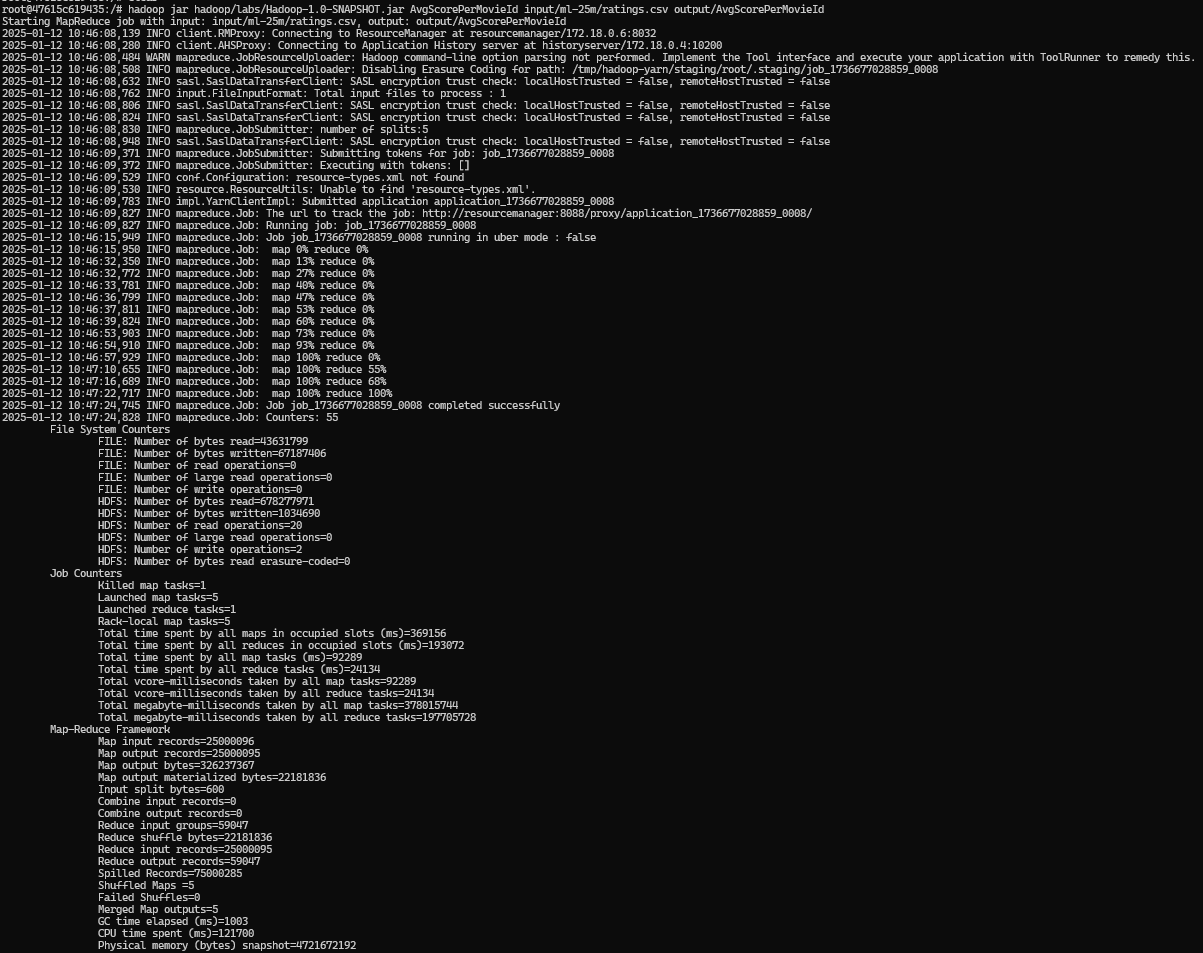 root@47615c619435:/# hadoop jar hadoop/labs/Hadoop-1.0-SNAPSHOT.jar AvgScorePerMovieId input/ml-25m/ratings.csv output/AvgScorePerMovieId
Starting MapReduce job with input: input/ml-25m/ratings.csv, output: output/AvgScorePerMovieId
2025-01-12 10:46:08,139 INFO client.RMProxy: Connecting to ResourceManager at resourcemanager/172.18.0.6:8032
2025-01-12 10:46:08,280 INFO client.AHSProxy: Connecting to Application History server at historyserver/172.18.0.4:10200
2025-01-12 10:46:08,484 WARN mapreduce.JobResourceUploader: Hadoop command-line option parsing not performed. Implement the Tool interface and execute your application with ToolRunner to remedy this.
2025-01-12 10:46:08,508 INFO mapreduce.JobResourceUploader: Disabling Erasure Coding for path: /tmp/hadoop-yarn/staging/root/.staging/job_1736677028859_0008
2025-01-12 10:46:08,632 INFO sasl.SaslDataTransferClient: SASL encryption trust check: localHostTrusted = false, remoteHostTrusted = false
2025-01-12 10:46:08,762 INFO input.FileInputFormat: Total input files to process : 1
2025-01-12 10:46:08,806 INFO sasl.SaslDataTransferClient: SASL encryption trust check: localHostTrusted = false, remoteHostTrusted = false
2025-01-12 10:46:08,824 INFO sasl.SaslDataTransferClient: SASL encryption trust check: localHostTrusted = false, remoteHostTrusted = false
2025-01-12 10:46:08,830 INFO mapreduce.JobSubmitter: number of splits:5
2025-01-12 10:46:08,948 INFO sasl.SaslDataTransferClient: SASL encryption trust check: localHostTrusted = false, remoteHostTrusted = false
2025-01-12 10:46:09,371 INFO mapreduce.JobSubmitter: Submitting tokens for job: job_1736677028859_0008
2025-01-12 10:46:09,372 INFO mapreduce.JobSubmitter: Executing with tokens: []
2025-01-12 10:46:09,529 INFO conf.Configuration: resource-types.xml not found
2025-01-12 10:46:09,530 INFO resource.ResourceUtils: Unable to find 'resource-types.xml'.
2025-01-12 10:46:09,783 INFO impl.YarnClientImpl: Submitted application application_1736677028859_0008
2025-01-12 10:46:09,827 INFO mapreduce.Job: The url to track the job: http://resourcemanager:8088/proxy/application_1736677028859_0008/
2025-01-12 10:46:09,827 INFO mapreduce.Job: Running job: job_1736677028859_0008
2025-01-12 10:46:15,949 INFO mapreduce.Job: Job job_1736677028859_0008 running in uber mode : false
2025-01-12 10:46:15,950 INFO mapreduce.Job:  map 0% reduce 0%
2025-01-12 10:46:32,350 INFO mapreduce.Job:  map 13% reduce 0%
2025-01-12 10:46:32,772 INFO mapreduce.Job:  map 27% reduce 0%
2025-01-12 10:46:33,781 INFO mapreduce.Job:  map 40% reduce 0%
2025-01-12 10:46:36,799 INFO mapreduce.Job:  map 47% reduce 0%
2025-01-12 10:46:37,811 INFO mapreduce.Job:  map 53% reduce 0%
2025-01-12 10:46:39,824 INFO mapreduce.Job:  map 60% reduce 0%
2025-01-12 10:46:53,903 INFO mapreduce.Job:  map 73% reduce 0%
2025-01-12 10:46:54,910 INFO mapreduce.Job:  map 93% reduce 0%
2025-01-12 10:46:57,929 INFO mapreduce.Job:  map 100% reduce 0%
2025-01-12 10:47:10,655 INFO mapreduce.Job:  map 100% reduce 55%
2025-01-12 10:47:16,689 INFO mapreduce.Job:  map 100% reduce 68%
2025-01-12 10:47:22,717 INFO mapreduce.Job:  map 100% reduce 100%
2025-01-12 10:47:24,745 INFO mapreduce.Job: Job job_1736677028859_0008 completed successfully
2025-01-12 10:47:24,828 INFO mapreduce.Job: Counters: 55
File System Counters
FILE: Number of bytes read=43631799
FILE: Number of bytes written=67187406
FILE: Number of read operations=0
FILE: Number of large read operations=0
FILE: Number of write operations=0
HDFS: Number of bytes read=678277971
HDFS: Number of bytes written=1034690
HDFS: Number of read operations=20
HDFS: Number of large read operations=0
HDFS: Number of write operations=2
HDFS: Number of bytes read erasure-coded=0
Job Counters
Killed map tasks=1
Launched map tasks=5
Launched reduce tasks=1
Rack-local map tasks=5
Total time spent by all maps in occupied slots (ms)=369156
Total time spent by all reduces in occupied slots (ms)=193072
Total time spent by all map tasks (ms)=92289
Total time spent by all reduce tasks (ms)=24134
Total vcore-milliseconds taken by all map tasks=92289
Total vcore-milliseconds taken by all reduce tasks=24134
Total megabyte-milliseconds taken by all map tasks=378015744
Total megabyte-milliseconds taken by all reduce tasks=197705728
Map-Reduce Framework
Map input records=25000096
Map output records=25000095
Map output bytes=326237367
Map output materialized bytes=22181836
Input split bytes=600
Combine input records=0
Combine output records=0
Reduce input groups=59047
Reduce shuffle bytes=22181836
Reduce input records=25000095
Reduce output records=59047
Spilled Records=75000285
Shuffled Maps =5
Failed Shuffles=0
Merged Map outputs=5
GC time elapsed (ms)=1003
CPU time spent (ms)=121700
Physical memory (bytes) snapshot=4721672192